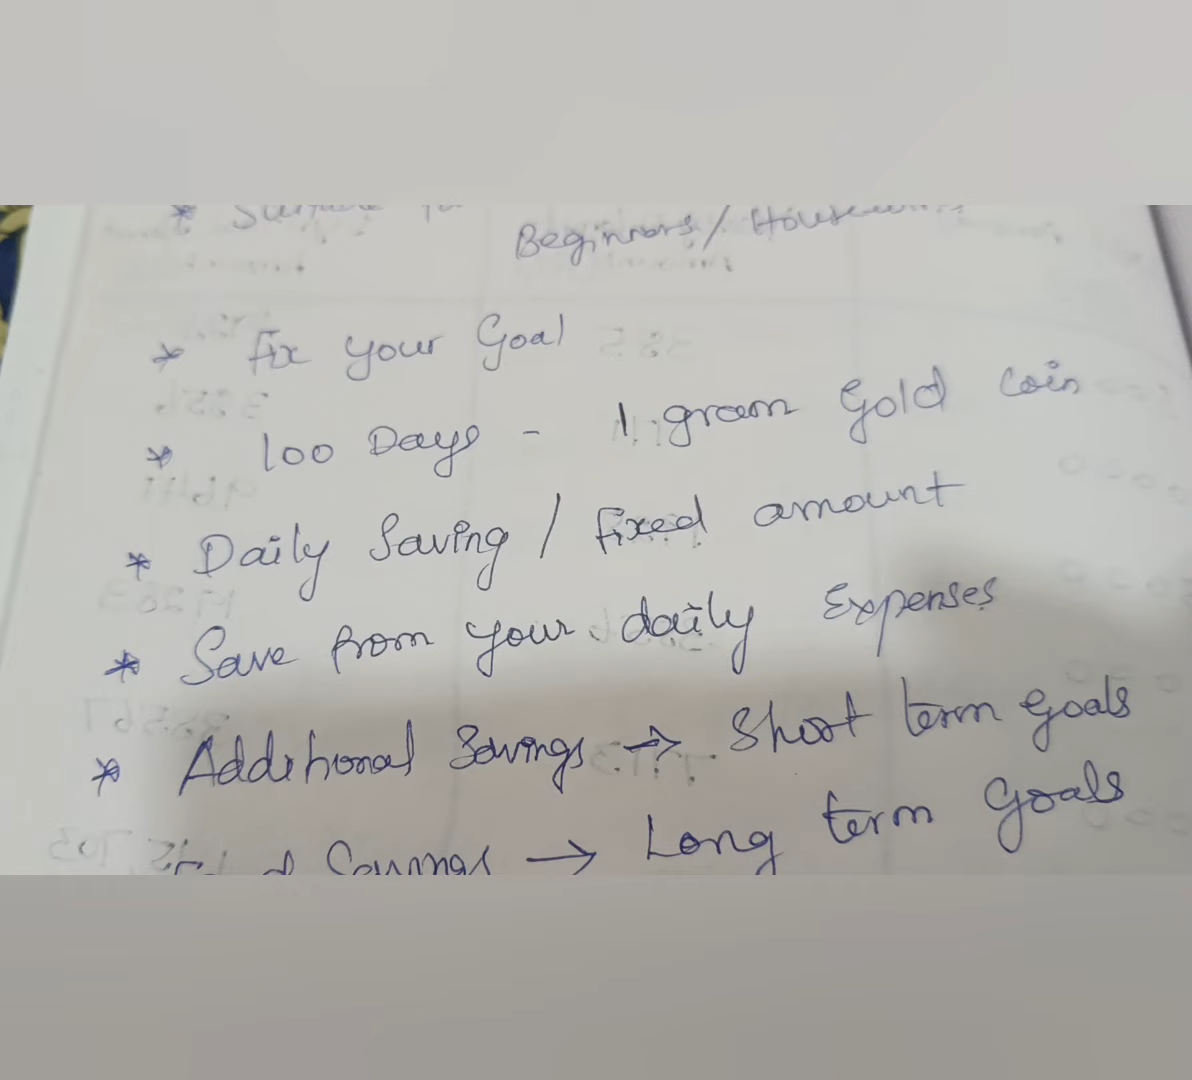 Beginners/
* Fix your Goal
* 100 Days - 1 gram Gold coin
* Daily Saving / fixed amount
* Save from your daily Expenses
* Additional Savings → Short term goals
Savings → Long term Goals